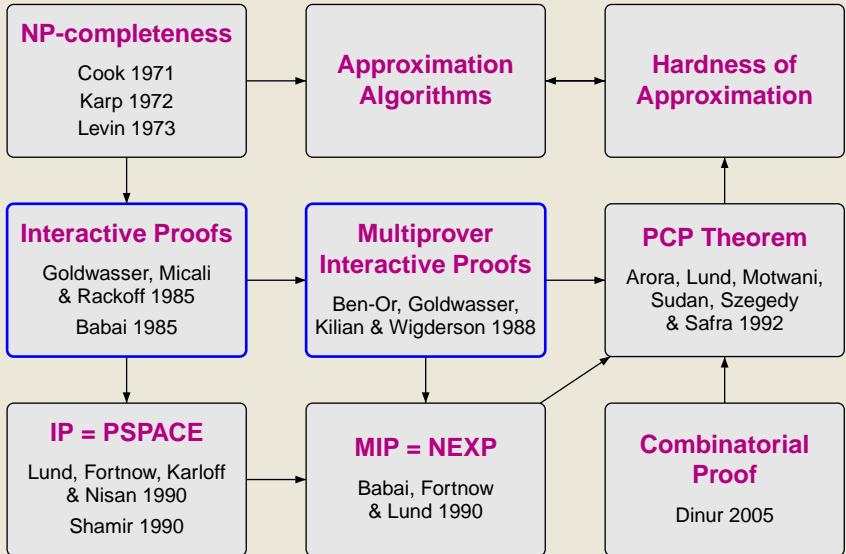 NP-completeness
Cook 1971
Karp 1972
Levin 1973
Approximation
Algorithms
Hardness of
Approximation
Interactive Proofs
Goldwasser, Micali
& Rackoff 1985
Babai 1985
Multiprover
Interactive Proofs
Ben-Or, Goldwasser,
Kilian & Wigderson 1988
PCP Theorem
Arora, Lund, Motwani,
Sudan, Szegedy
& Safra 1992
IP = PSPACE
Lund, Fortnow, Karloff
& Nisan 1990
Shamir 1990
MIP = NEXP
Babai, Fortnow
& Lund 1990
Combinatorial
Proof
Dinur 2005